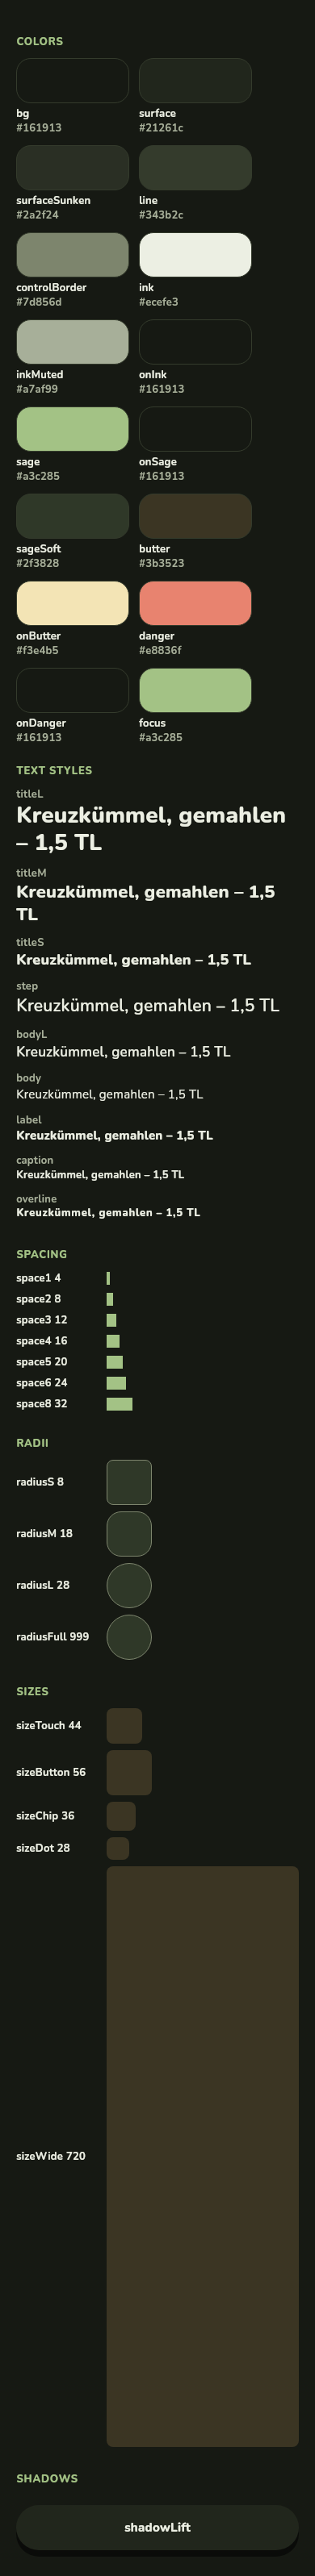 COLORS
bg
#161913
surface
#21261c
surfaceSunken
#2a2f24
line
#343b2c
controlBorder
#7d856d
ink
#ecefe3
inkMuted
#a7af99
onInk
#161913
sage
#a3c285
onSage
#161913
sageSoft
#2f3828
butter
#3b3523
onButter
#f3e4b5
danger
#e8836f
onDanger
#161913
focus
#a3c285
TEXT STYLES
titleL
Kreuzkümmel, gemahlen
– 1,5 TL
titleM
Kreuzkümmel, gemahlen – 1,5
TL
titleS
Kreuzkümmel, gemahlen – 1,5 TL
step
Kreuzkümmel, gemahlen – 1,5 TL
bodyL
Kreuzkümmel, gemahlen – 1,5 TL
body
Kreuzkümmel, gemahlen – 1,5 TL
label
Kreuzkümmel, gemahlen – 1,5 TL
caption
Kreuzkümmel, gemahlen – 1,5 TL
overline
Kreuzkümmel, gemahlen – 1,5 TL
SPACING
space1 4
space2 8
space3 12
space4 16
space5 20
space6 24
space8 32
RADII
radiusS 8
radiusM 18
radiusL 28
radiusFull 999
SIZES
sizeTouch 44
sizeButton 56
sizeChip 36
sizeDot 28
sizeWide 720
SHADOWS
shadowLift